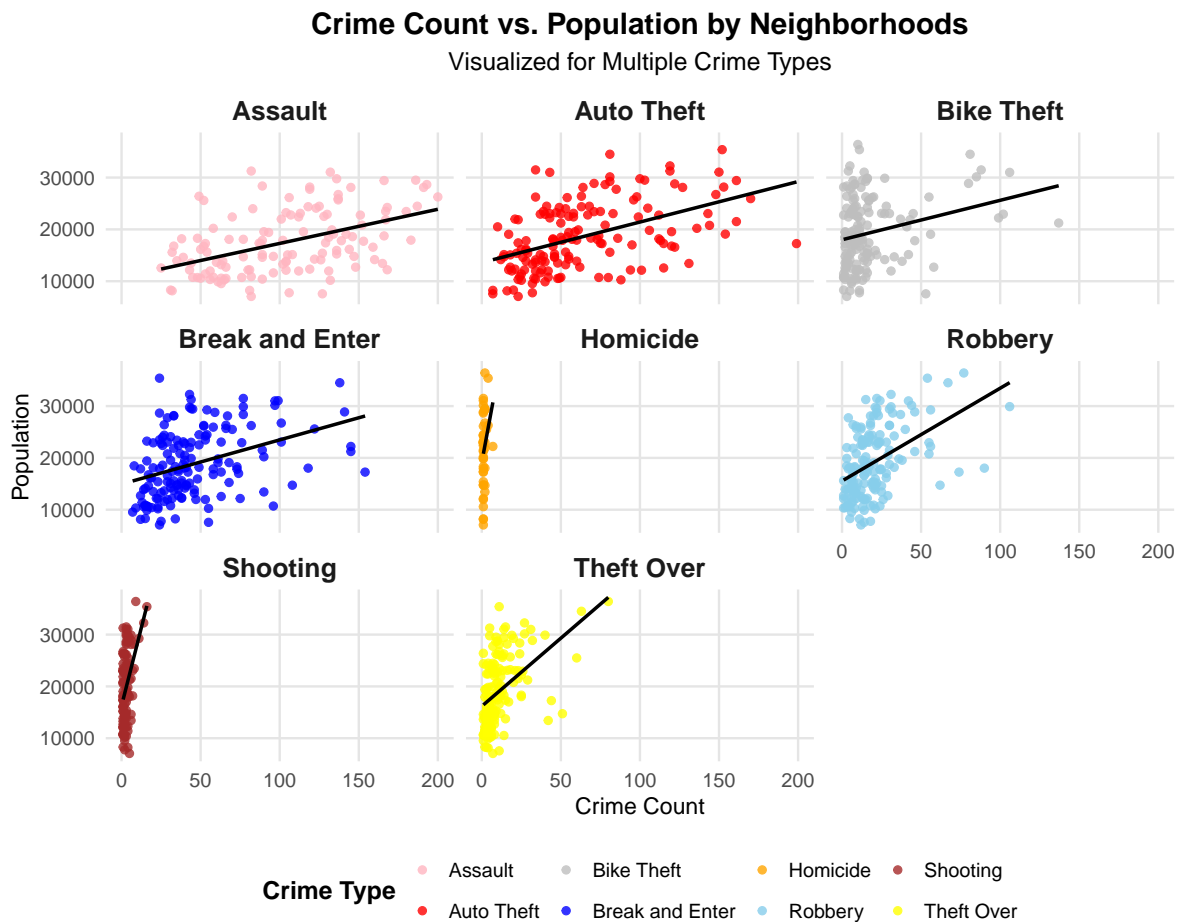 Crime Count vs. Population by Neighborhoods
Visualized for Multiple Crime Types
Assault
Auto Theft
Bike Theft
30000
20000
10000
Break and Enter
Homicide
Robbery
Population
30000
20000
10000
0 50 100 150 200
Shooting
Theft Over
30000
20000
10000
0 50 100 150 200
0 50 100 150 200
Crime Count
Crime Type
Assault
Bike Theft
Homicide
Shooting
Auto Theft
Break and Enter
Robbery
Theft Over